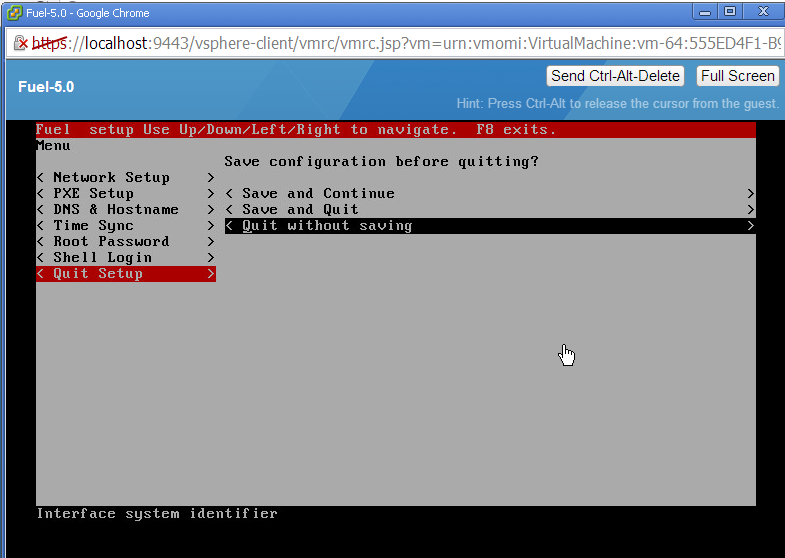 Fuel-5.0 - Google Chrome
https://localhost:9443/vsphere-client/vmrc/vmrc.jsp?vm=urn:vmomi:VirtualMachine:vm-64:555ED4F1-B9
Fuel-5.0
Send Ctrl-Alt-Delete
Full Screen
Hint: Press Ctrl-Alt to release the cursor from the guest.
Fuel  setup Use Up/Down/Left/Right to navigate.  F8 exits.
Menu
Save configuration before quitting?
< Network Setup >
< PXE Setup > < Save and Continue >
< DNS & Hostname > < Save and Quit >
< Time Sync > < Quit without saving >
< Root Password >
< Shell Login >
< Quit Setup >
Interface system identifier